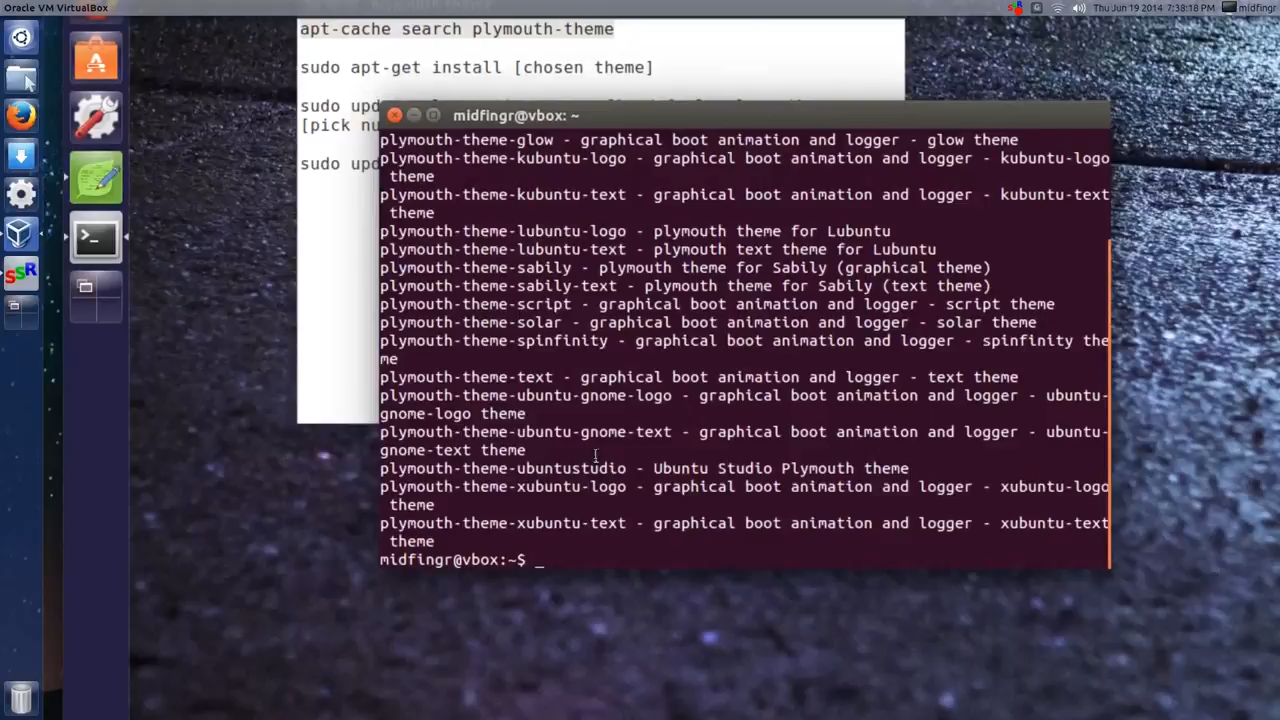 Oracle VM VirtualBox
Thu Jun 19 2014 7:38:18 PM
midfingr
apt-cache search plymouth-theme
sudo apt-get install [chosen theme]
sudo upd
[pick nu
sudo upd
midfingr@vbox: ~
plymouth-theme-glow - graphical boot animation and logger - glow theme
plymouth-theme-kubuntu-logo - graphical boot animation and logger - kubuntu-logo
theme
plymouth-theme-kubuntu-text - graphical boot animation and logger - kubuntu-text
theme
plymouth-theme-lubuntu-logo - plymouth theme for Lubuntu
plymouth-theme-lubuntu-text - plymouth text theme for Lubuntu
plymouth-theme-sabily - plymouth theme for Sabily (graphical theme)
plymouth-theme-sabily-text - plymouth theme for Sabily (text theme)
plymouth-theme-script - graphical boot animation and logger - script theme
plymouth-theme-solar - graphical boot animation and logger - solar theme
plymouth-theme-spinfinity - graphical boot animation and logger - spinfinity the
me
plymouth-theme-text - graphical boot animation and logger - text theme
plymouth-theme-ubuntu-gnome-logo - graphical boot animation and logger - ubuntu-
gnome-logo theme
plymouth-theme-ubuntu-gnome-text - graphical boot animation and logger - ubuntu-
gnome-text theme
plymouth-theme-ubuntustudio - Ubuntu Studio Plymouth theme
plymouth-theme-xubuntu-logo - graphical boot animation and logger - xubuntu-logo
theme
plymouth-theme-xubuntu-text - graphical boot animation and logger - xubuntu-text
theme
midfingr@vbox:~$ _
SSR